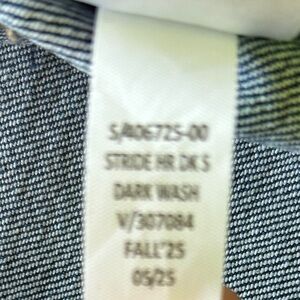 S/406725-00
STRIDE HR DK S
DARK WASH
V/307084
FALL'25
05/25